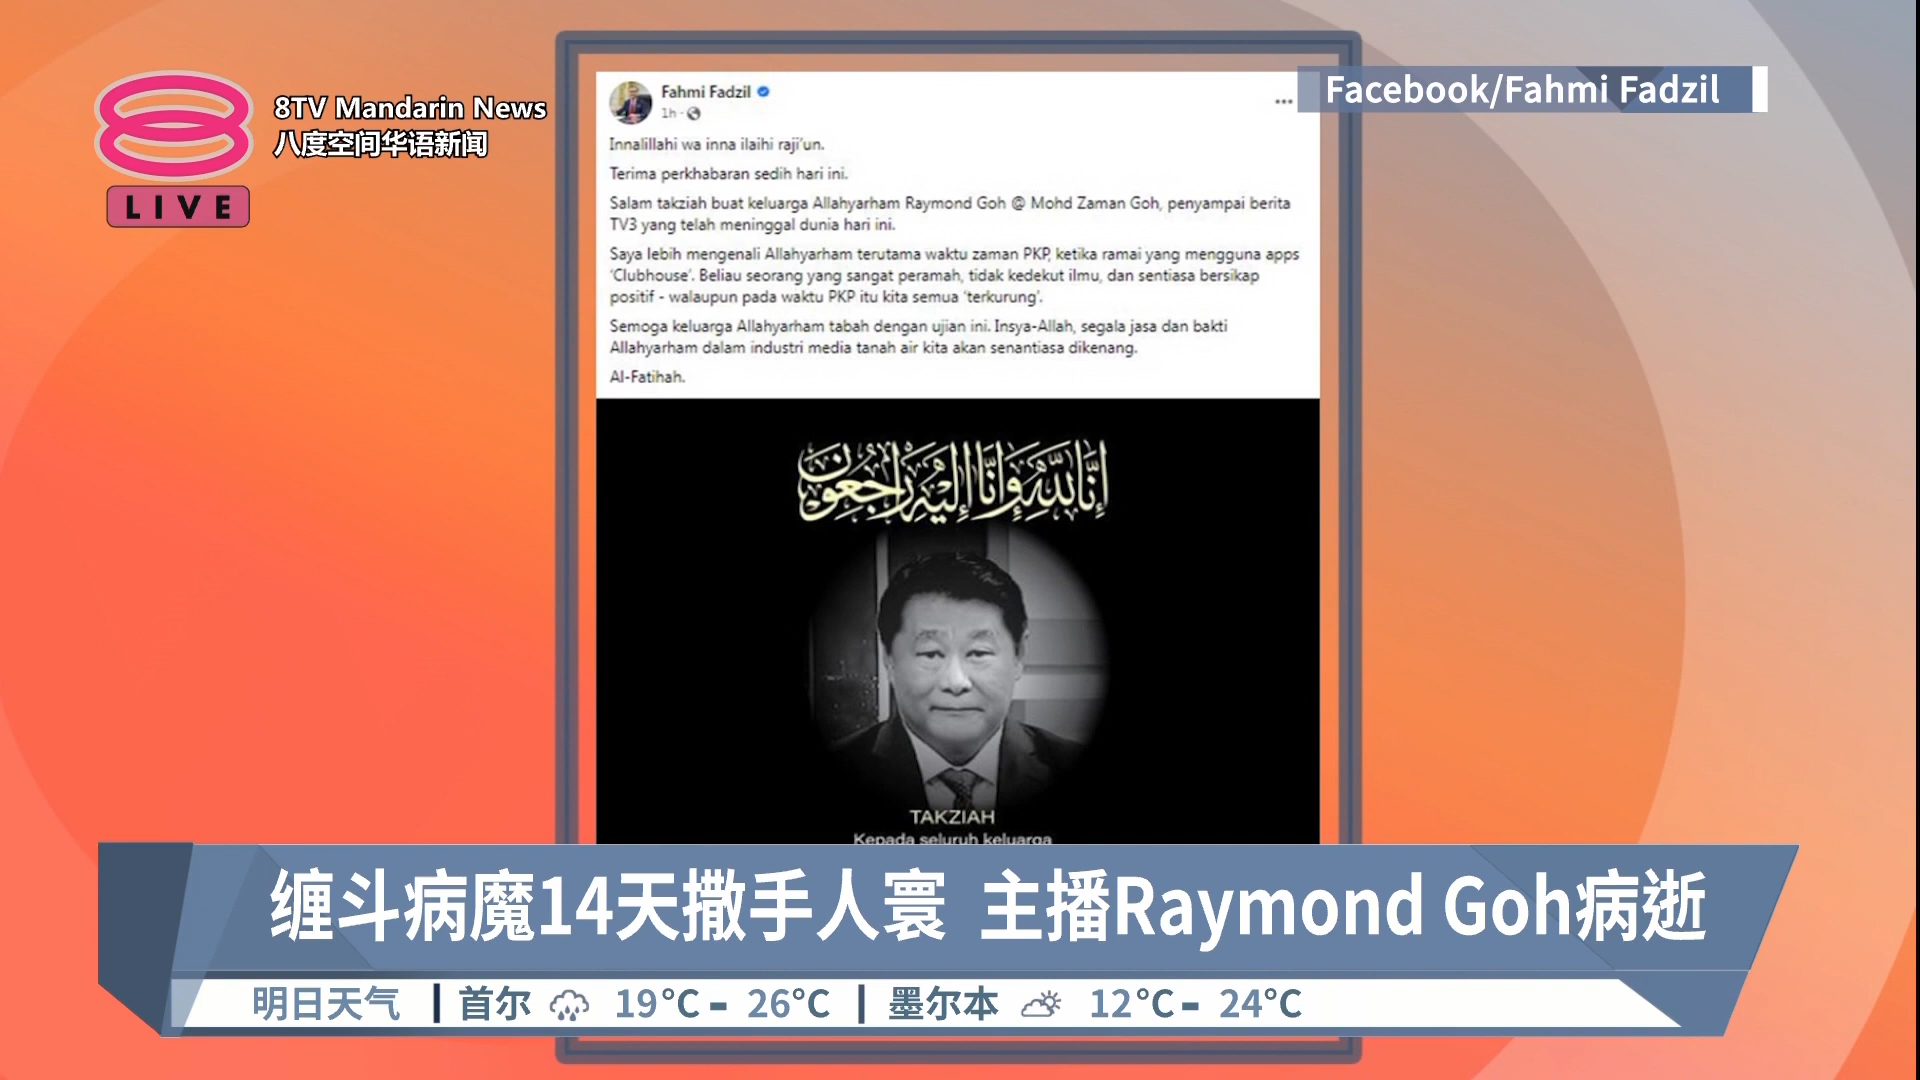 8TV Mandarin News
八度空间华语新闻
LIVE
Facebook/Fahmi Fadzil
Fahmi Fadzil
1h
Innalillahi wa inna ilaihi raji'un.
Terima perkhabaran sedih hari ini.
Salam takziah buat keluarga Allahyarham Raymond Goh @ Mohd Zaman Goh, penyampai berita
TV3 yang telah meninggal dunia hari ini.
Saya lebih mengenali Allahyarham terutama waktu zaman PKP, ketika ramai yang mengguna apps
'Clubhouse'. Beliau seorang yang sangat peramah, tidak kedekut ilmu, dan sentiasa bersikap
positif - walaupun pada waktu PKP itu kita semua 'terkurung'.
Semoga keluarga Allahyarham tabah dengan ujian ini. Insya-Allah, segala jasa dan bakti
Allahyarham dalam industri media tanah air kita akan senantiasa dikenang.
Al-Fatihah.
إنا لله وإنا إليه راجعون
TAKZIAH
Kepada seluruh keluarga
缠斗病魔14天撒手人寰 主播Raymond Goh病逝
明日天气 | 首尔 19°C - 26°C | 墨尔本 12°C - 24°C